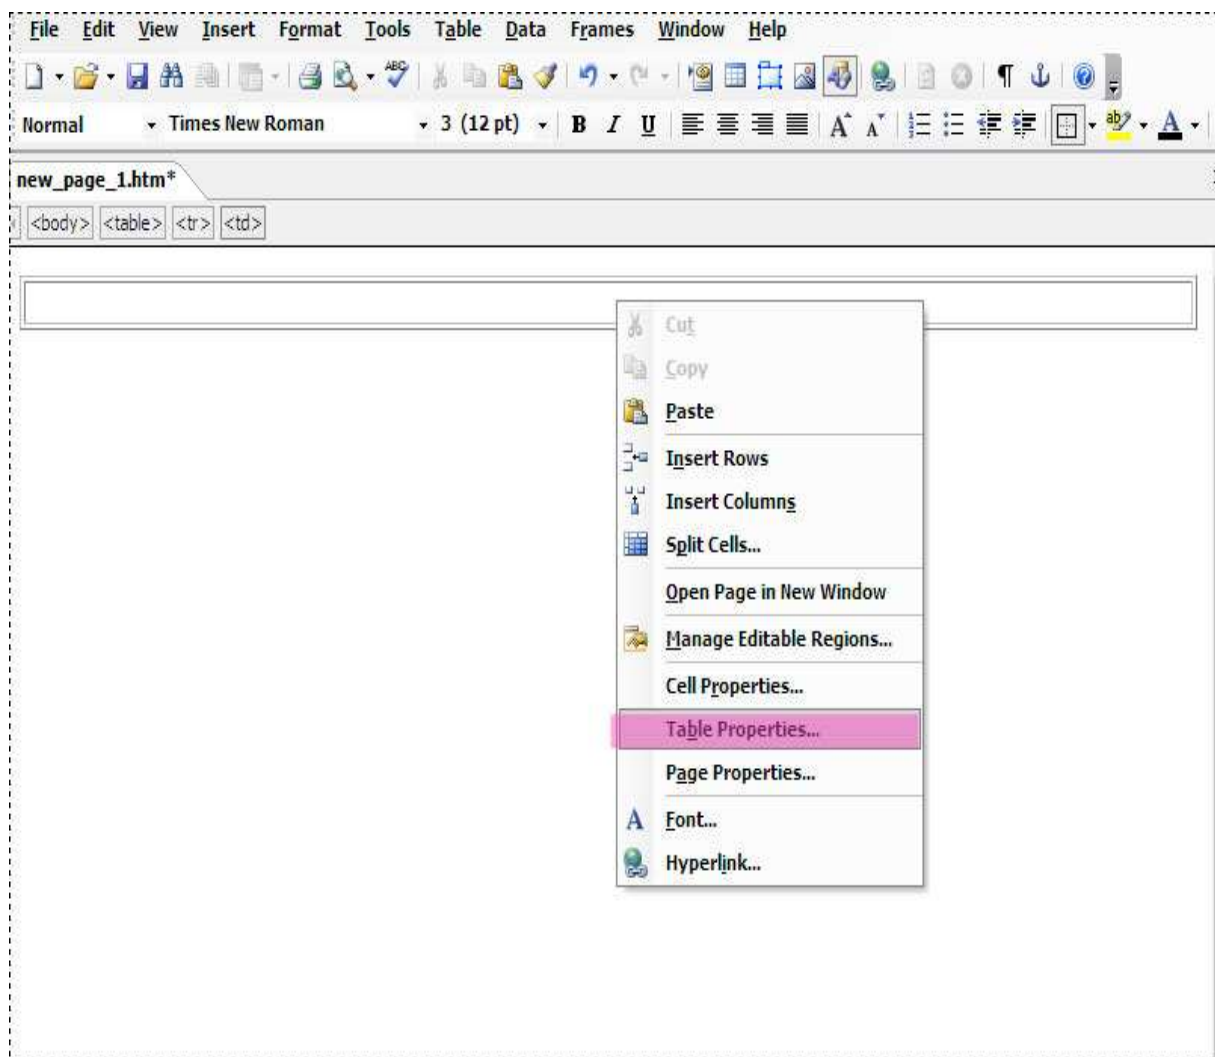 File Edit View Insert Format Tools Table Data Frames Window Help
Normal Times New Roman 3 (12 pt) B I U A A ab A
new_page_1.htm*
<body> <table> <tr> <td>
Cut
Copy
Paste
Insert Rows
Insert Columns
Split Cells...
Open Page in New Window
Manage Editable Regions...
Cell Properties...
Table Properties...
Page Properties...
Font...
Hyperlink...